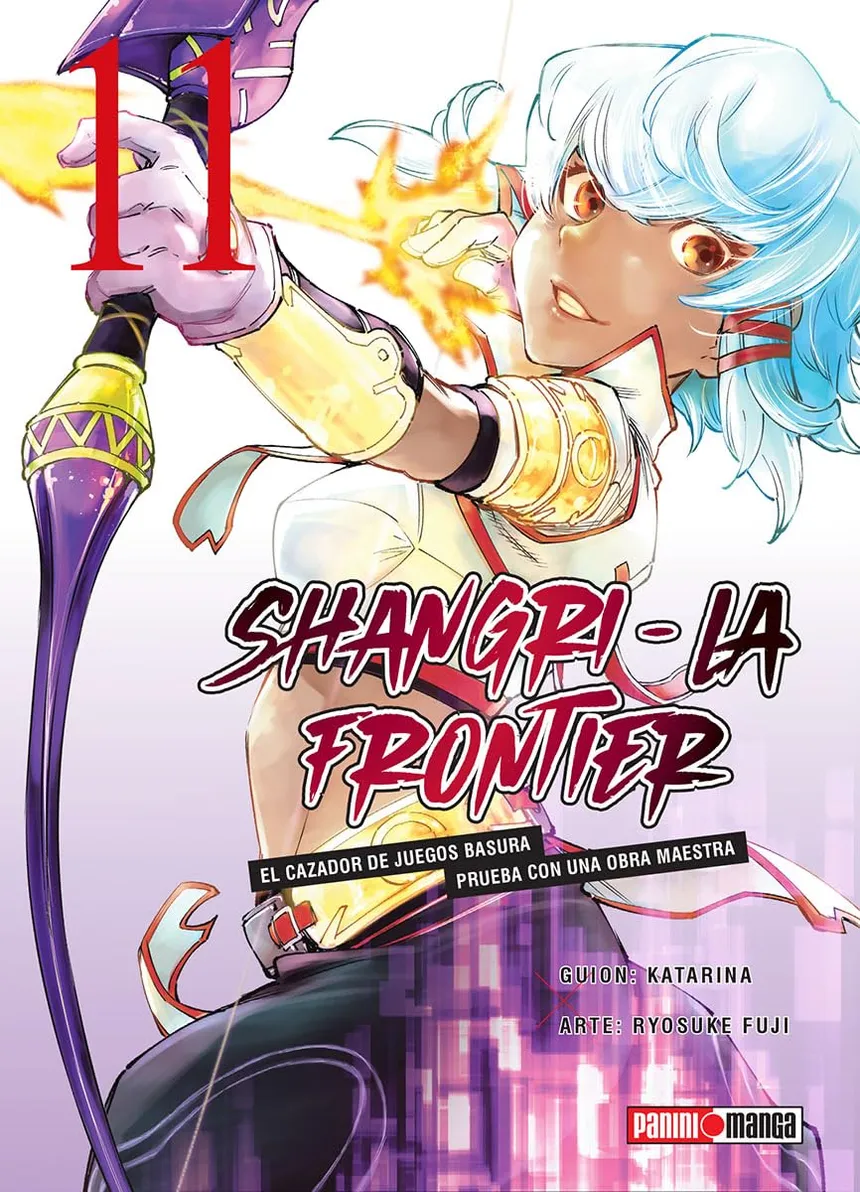 11
SHANGRI-LA
FRONTIER
EL CAZADOR DE JUEGOS BASURA
PRUEBA CON UNA OBRA MAESTRA
GUION: KATARINA
ARTE: RYOSUKE FUJI
PANINI MANGA